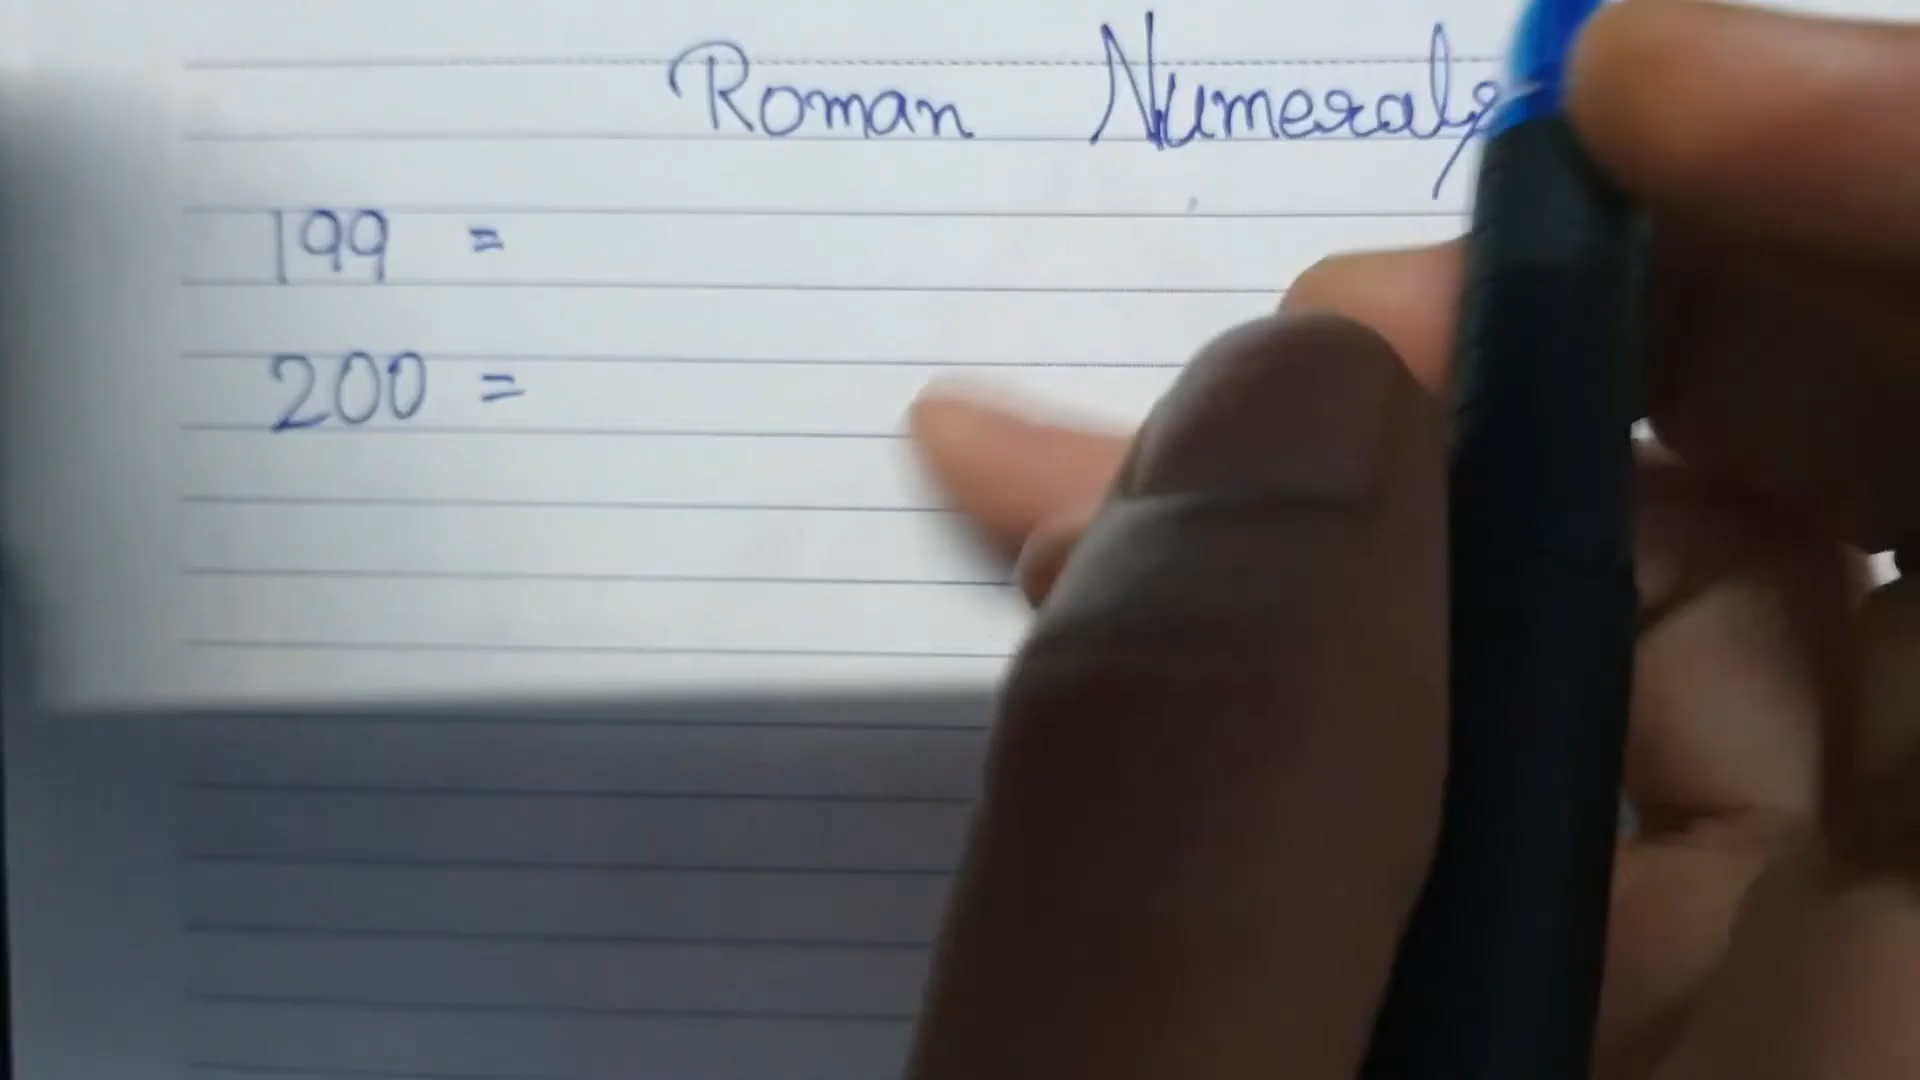 Roman Numerals
199 =
200 =